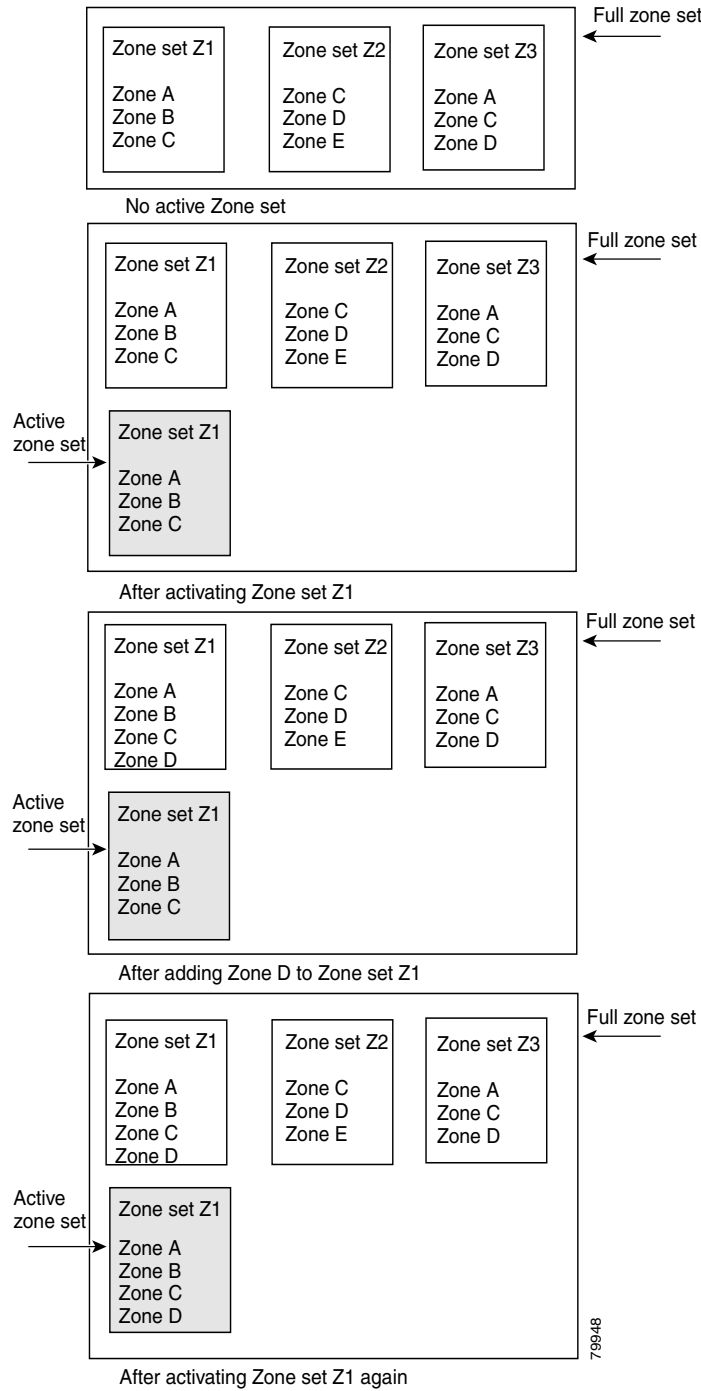 Full zone set
Zone set Z1
Zone A
Zone B
Zone C
Zone set Z2
Zone C
Zone D
Zone E
Zone set Z3
Zone A
Zone C
Zone D
No active Zone set
Full zone set
Zone set Z1
Zone A
Zone B
Zone C
Zone set Z2
Zone C
Zone D
Zone E
Zone set Z3
Zone A
Zone C
Zone D
Active
zone set
Zone set Z1
Zone A
Zone B
Zone C
After activating Zone set Z1
Full zone set
Zone set Z1
Zone A
Zone B
Zone C
Zone D
Zone set Z2
Zone C
Zone D
Zone E
Zone set Z3
Zone A
Zone C
Zone D
Active
zone set
Zone set Z1
Zone A
Zone B
Zone C
After adding Zone D to Zone set Z1
Full zone set
Zone set Z1
Zone A
Zone B
Zone C
Zone D
Zone set Z2
Zone C
Zone D
Zone E
Zone set Z3
Zone A
Zone C
Zone D
Active
zone set
Zone set Z1
Zone A
Zone B
Zone C
Zone D
79948
After activating Zone set Z1 again